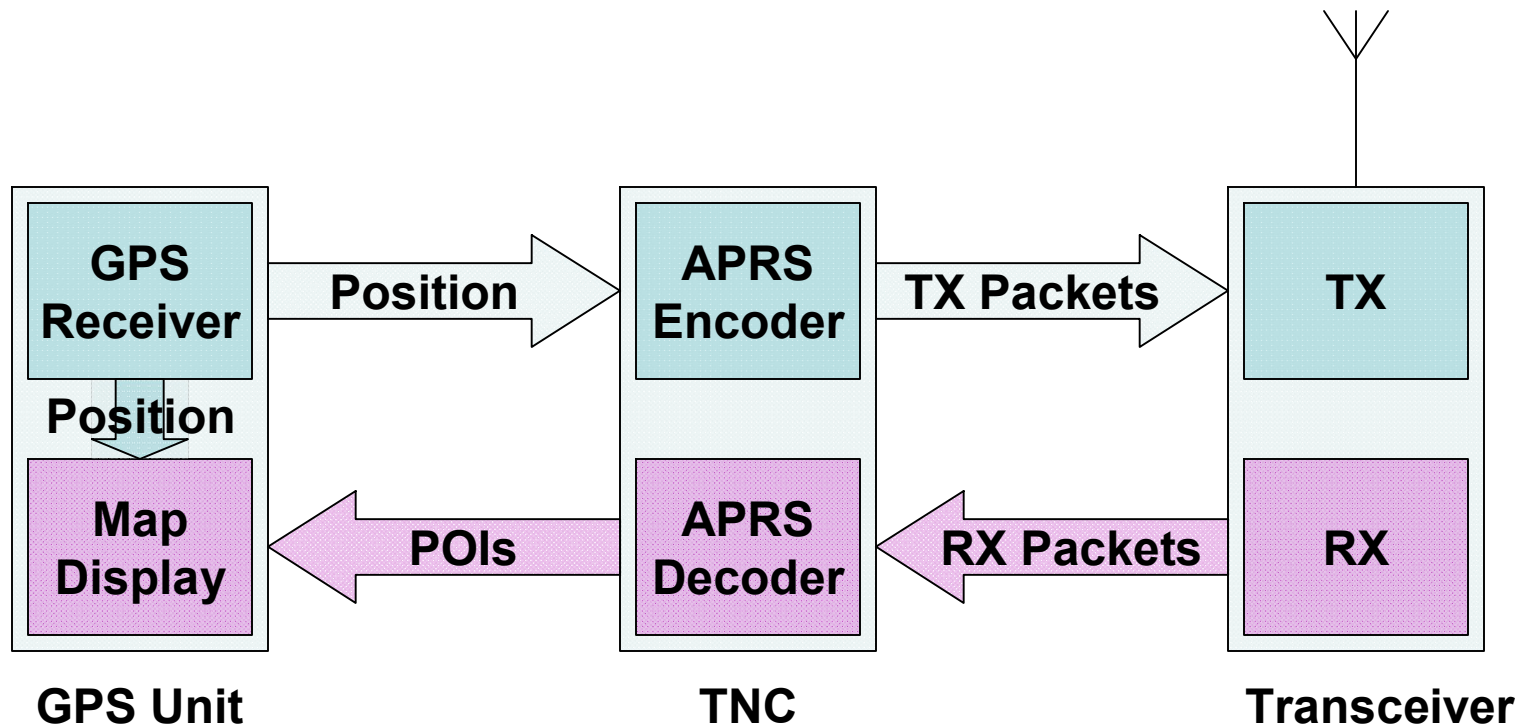 GPS
Receiver
Position
APRS
Encoder
TX Packets
TX
Position
Map
Display
POIs
APRS
Decoder
RX Packets
RX
GPS Unit
TNC
Transceiver